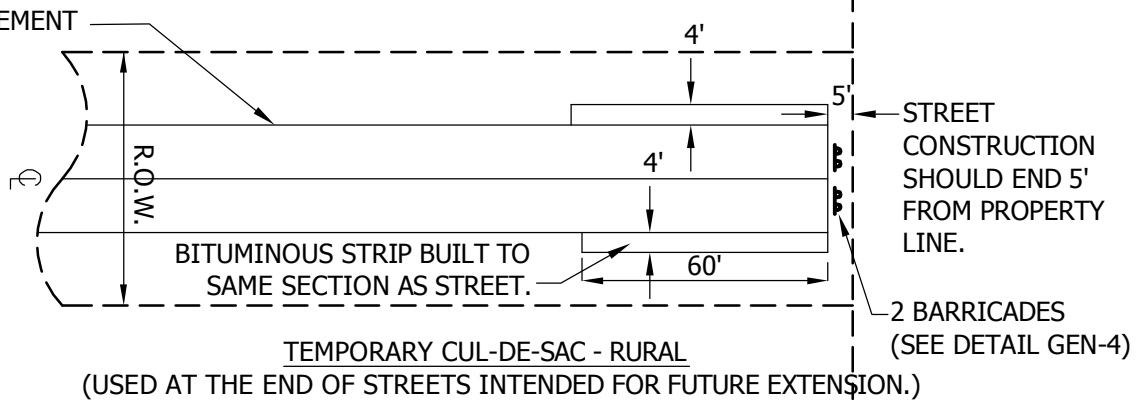 EMENT
4'
5'
STREET
CONSTRUCTION
SHOULD END 5'
FROM PROPERTY
LINE.
R.O.W.
4'
CL
BITUMINOUS STRIP BUILT TO
SAME SECTION AS STREET.
60'
2 BARRICADES
(SEE DETAIL GEN-4)
TEMPORARY CUL-DE-SAC - RURAL
(USED AT THE END OF STREETS INTENDED FOR FUTURE EXTENSION.)